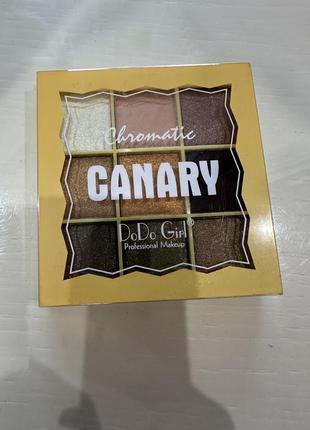 Chromatic
CANARY
DoDo Girl®
Professional Makeup